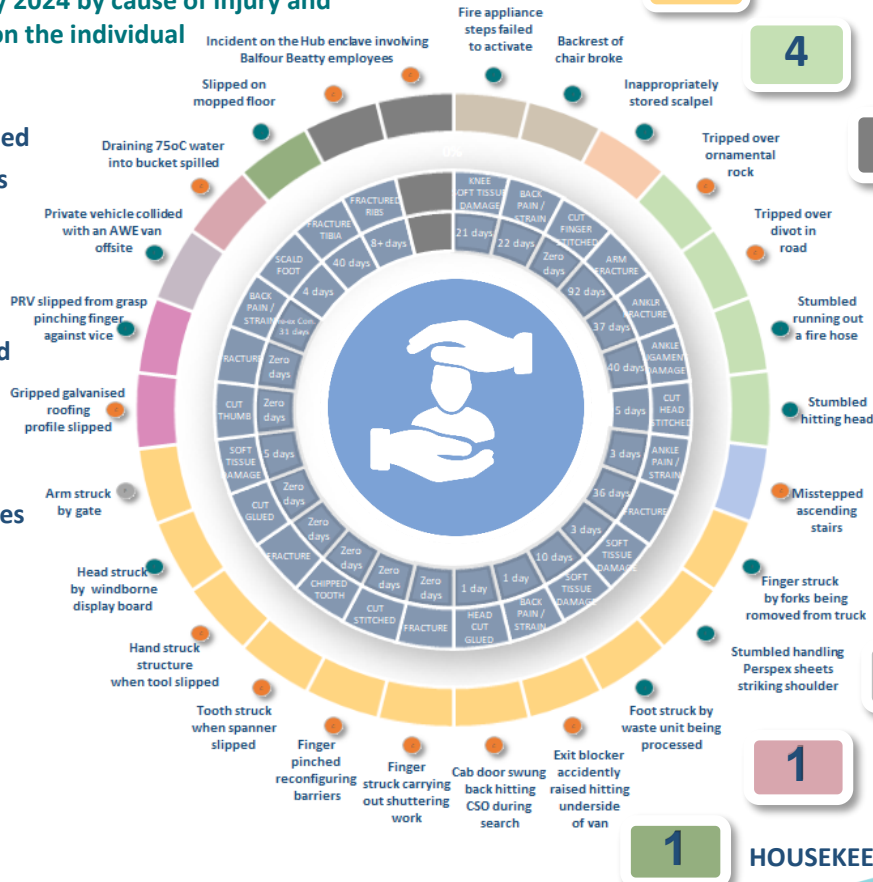 y 2024 by cause of injury and
on the individual
ed
s
d
es
4
1
1
HOUSEKEE
Fire appliance
steps failed
to activate
Backrest of
chair broke
Inappropriately
stored scalpel
Tripped over
ornamental
rock
Tripped over
divot in
road
Stumbled
running out
a fire hose
Stumbled
hitting head
Misstepped
ascending
stairs
Finger struck
by forks being
romoved from truck
Stumbled handling
Perspex sheets
striking shoulder
Foot struck by
waste unit being
processed
Exit blocker
accidently
raised hitting
underside
of van
Cab door swung
back hitting
CSO during
search
Finger
struck carrying
out shuttering
work
Finger
pinched
reconfiguring
barriers
Tooth struck
when spanner
slipped
Hand struck
structure
when tool slipped
Head struck
by windborne
display board
Arm struck
by gate
Gripped galvanised
roofing
profile slipped
PRV slipped from grasp
pinching finger
against vice
Private vehicle collided
with an AWE van
offsite
Draining 75oC water
into bucket spilled
Slipped on
mopped floor
Incident on the Hub enclave involving
Balfour Beatty employees
0%
KNEE
OFT TISSU
DAMAGE
BACK
PAIN /
STRAIN
CUT
FINGER
STITCHED
ARM
FRACTURE
ANKLR
RACTURE
ANKLE
IGAMEN
DAMAGE
CUT
HEAD
STITCHED
ANKLE
PAIN /
STRAIN
FRACTURE
SOFT
TISSUE
DAMAG
SOFT
TISSUE
DAMAGE
BACK
PAIN /
STRAIN
HEAD
CUT
GLUED
FRACTURE
CUT
STITCHED
CHIPPED
TOOTH
FRACTURE
CUT
GLUED
SOFT
TISSUE
DAMAGE
CUT
THUMB
RACTURE
BACK
PAIN /
STRAIN
SCALD
FOOT
FRACTURE
TIBIA
FRACTURED
RIBS
21 days
22 days
Zero
days
92 days
37 days
40 days
5 days
3 days
36 days
3 days
10 days
1 day
1 day
Zero
days
Zero
days
Zero
days
Zero
days
Zero
days
5 days
Zero
days
Zero
days
31 days
4 days
40 days
8+ days